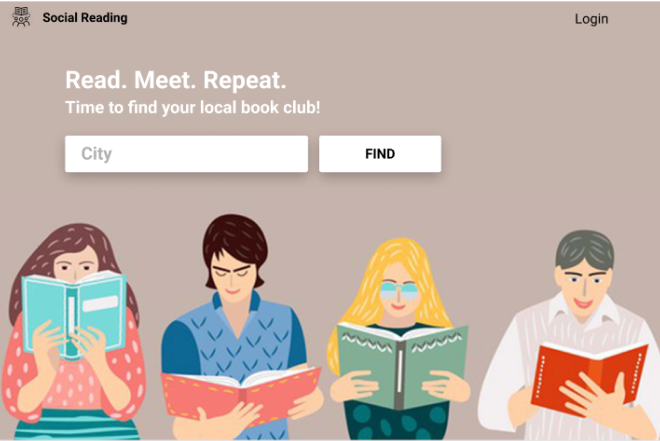 Social Reading
Login
Read. Meet. Repeat.
Time to find your local book club!
City
FIND